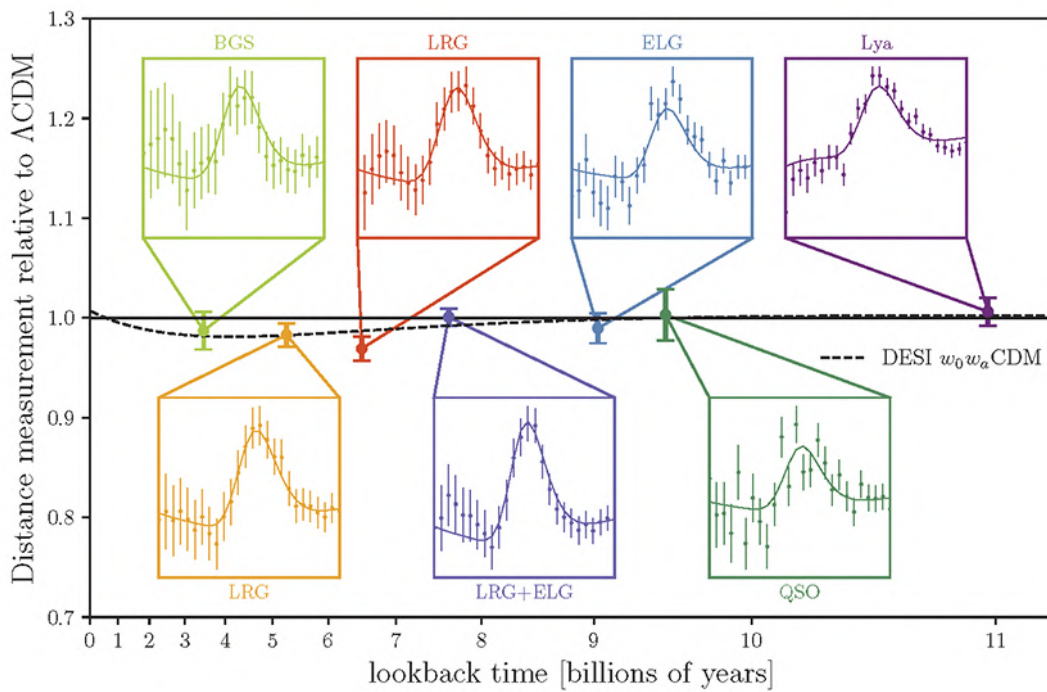 Distance measurement relative to ΛCDM
1.3
1.2
1.1
1.0
0.9
0.8
0.7
BGS
LRG
ELG
Lya
DESI w₀wₐCDM
LRG
LRG+ELG
QSO
0 1 2 3 4 5 6 7 8 9 10 11
lookback time [billions of years]